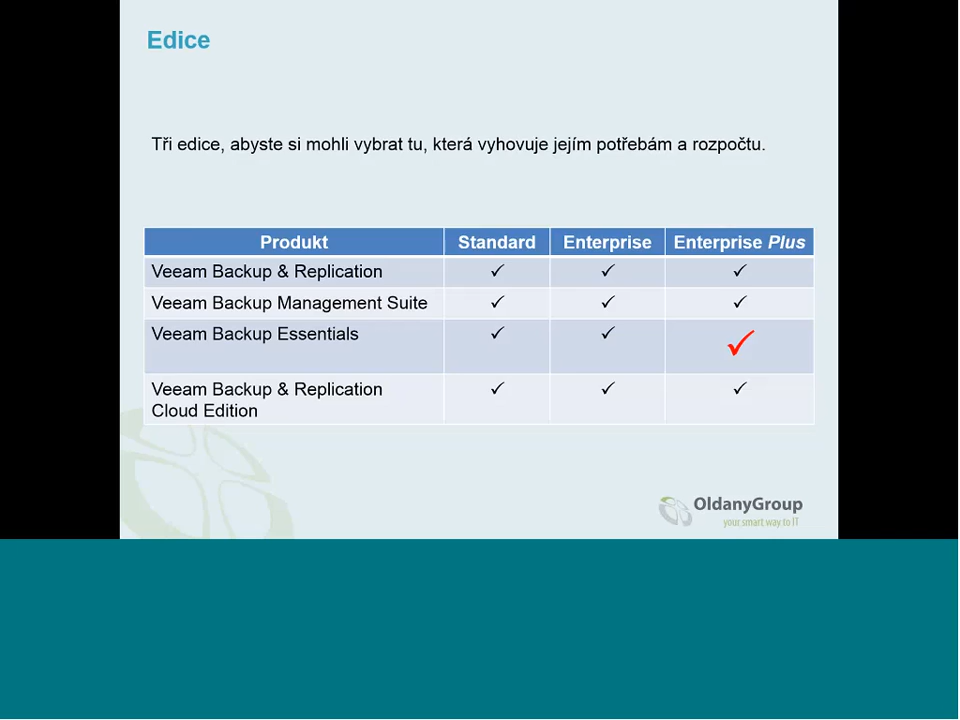 Edice
Tři edice, abyste si mohli vybrat tu, která vyhovuje jejím potřebám a rozpočtu.
Produkt Standard Enterprise Enterprise Plus
Veeam Backup & Replication ✓ ✓ ✓
Veeam Backup Management Suite ✓ ✓ ✓
Veeam Backup Essentials ✓ ✓ ✓
Veeam Backup & Replication ✓ ✓ ✓
Cloud Edition
OldanyGroup
your smart way to IT